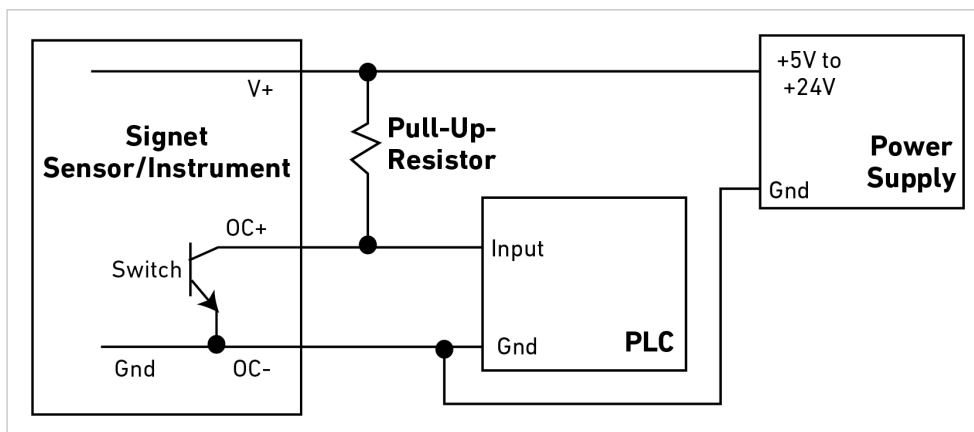 V+
Signet
Sensor/Instrument
Pull-Up-
Resistor
+5V to
+24V
Power
Supply
Gnd
OC+
Switch
Input
Gnd
PLC
Gnd
OC-